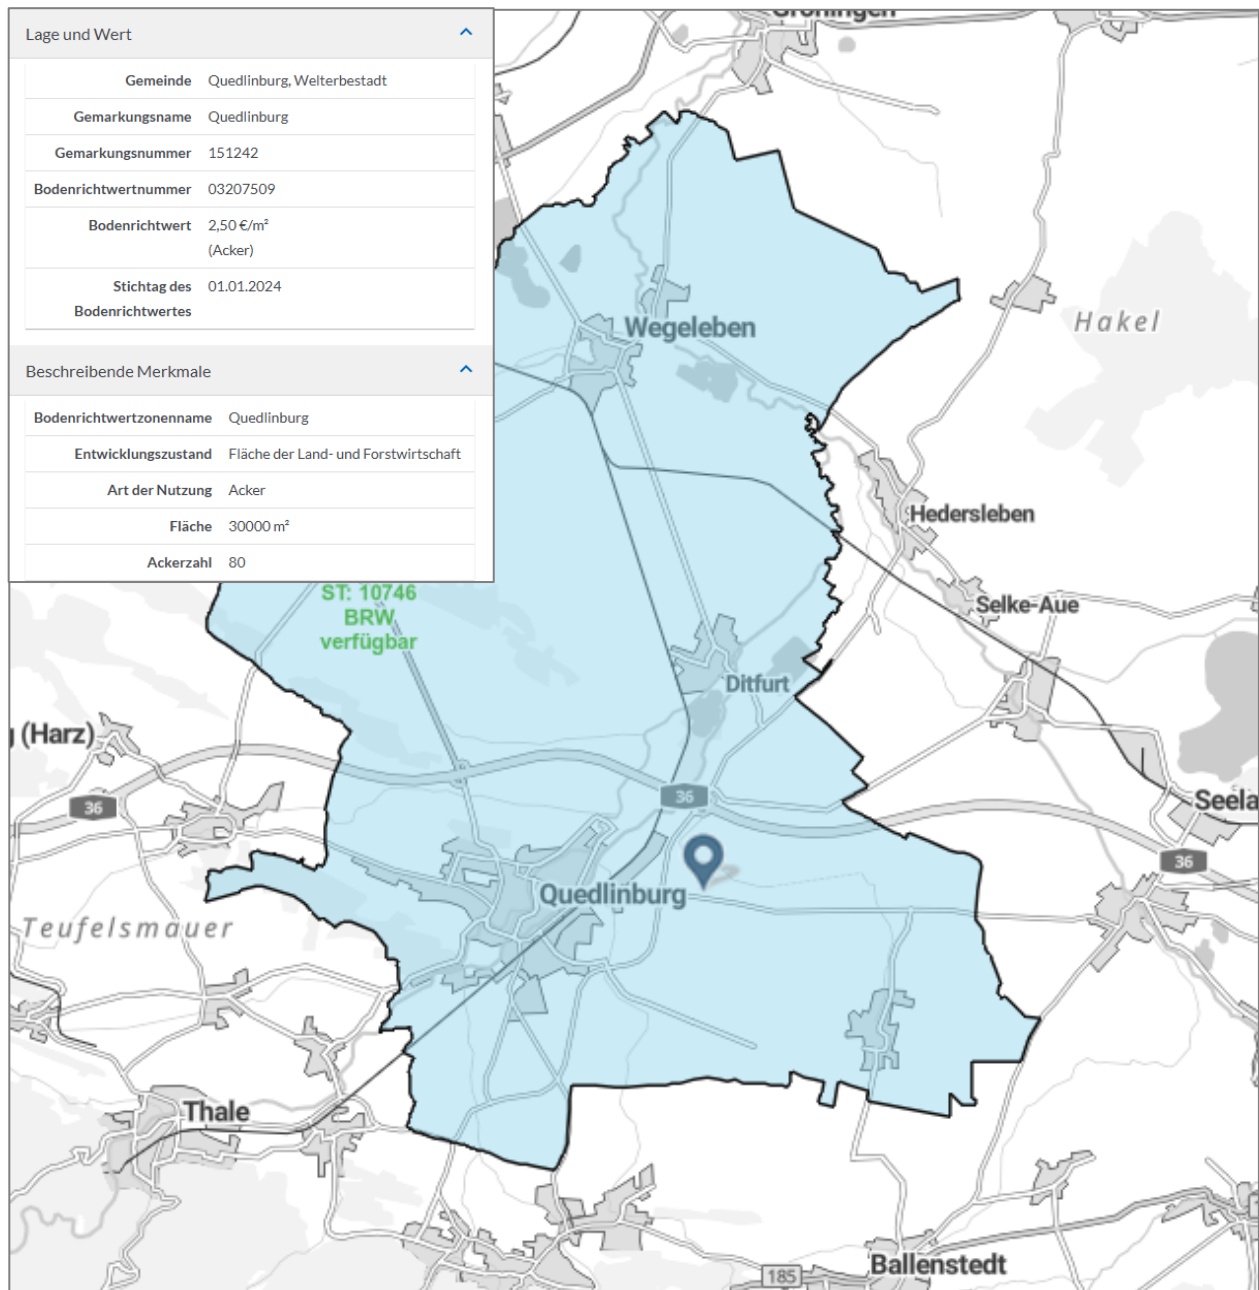 Lage und Wert
Gemeinde Quedlinburg, Welterbestadt
Gemarkungsname Quedlinburg
Gemarkungsnummer 151242
Bodenrichtwertnummer 03207509
Bodenrichtwert 2,50 €/m²
(Acker)
Stichtag des 01.01.2024
Bodenrichtwertes
Beschreibende Merkmale
Bodenrichtwertzonenname Quedlinburg
Entwicklungszustand Fläche der Land- und Forstwirtschaft
Art der Nutzung Acker
Fläche 30000 m²
Ackerzahl 80
Gröningen
Wegeleben
Hakel
Hedersleben
Selke-Aue
ST: 10746
BRW
verfügbar
Ditfurt
(Harz)
36
36
Seela
36
Quedlinburg
Teufelsmauer
Thale
Ballenstedt
185